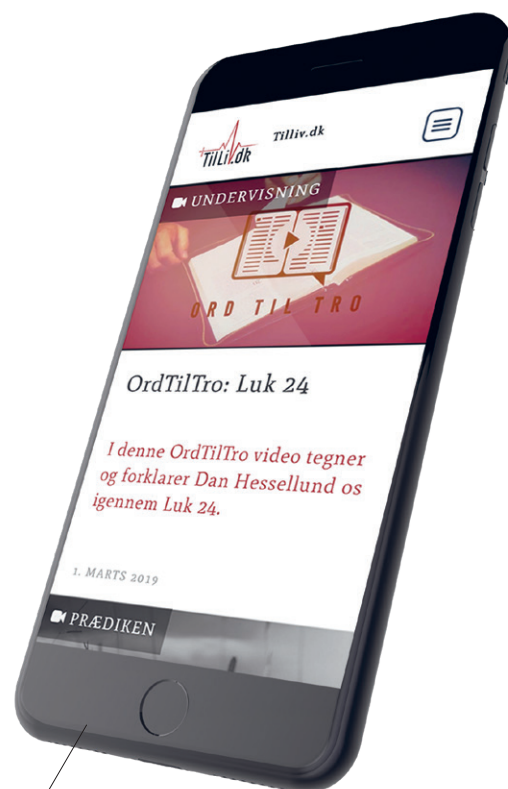 TilLiv.dk
Tilliv.dk
UNDERVISNING
ORD TIL TRO
OrdTilTro: Luk 24
I denne OrdTilTro video tegner
og forklarer Dan Hessellund os
igennem Luk 24.
1. MARTS 2019
PRÆDIKEN